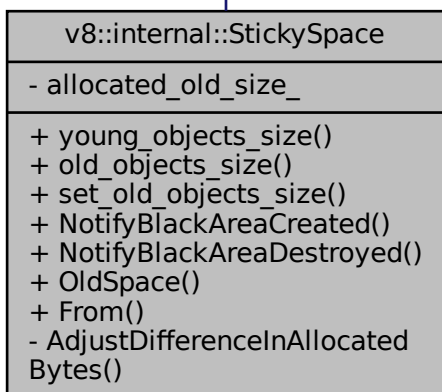 v8::internal::StickySpace
- allocated_old_size_
+ young_objects_size()
+ old_objects_size()
+ set_old_objects_size()
+ NotifyBlackAreaCreated()
+ NotifyBlackAreaDestroyed()
+ OldSpace()
+ From()
- AdjustDifferenceInAllocated
Bytes()